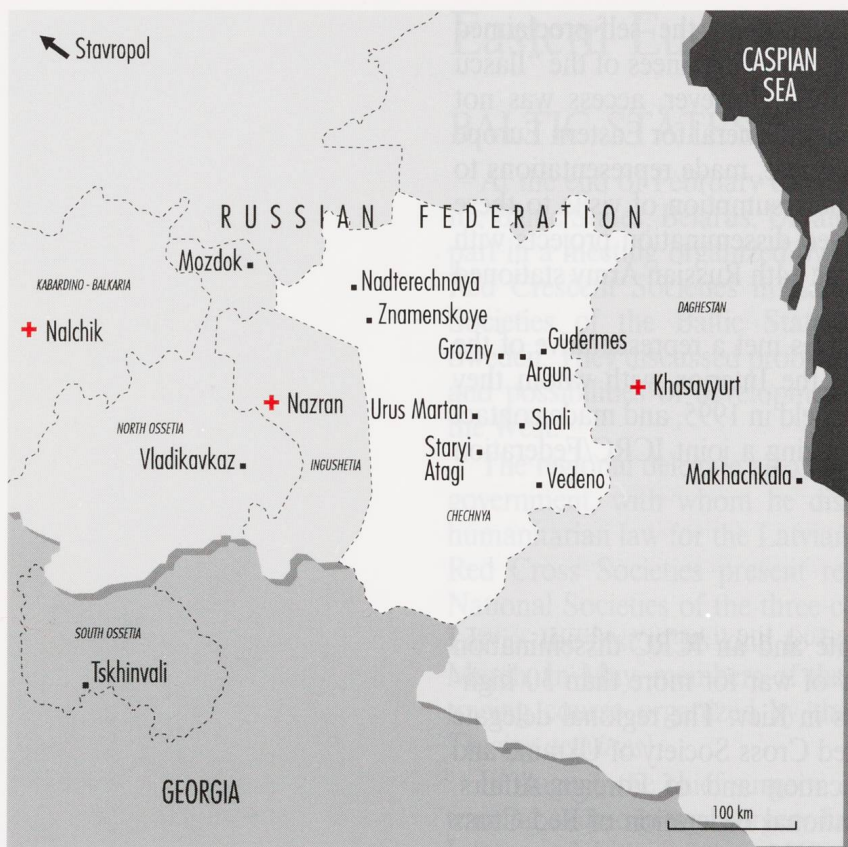 Stavropol
CASPIAN
SEA
RUSSIAN FEDERATION
Mozdok
KABARDINO - BALKARIA
Nadterechnaya
DAGHESTAN
Znamenskoye
Nalchik
Gudermes
Grozny
Argun
Khasavyurt
Nazran
Urus Martan
Shali
NORTH OSSETIA
Staryi
Atagi
Vladikavkaz
INGUSHETIA
Vedeno
Makhachkala
CHECHNYA
SOUTH OSSETIA
Tskhinvali
GEORGIA
100 km